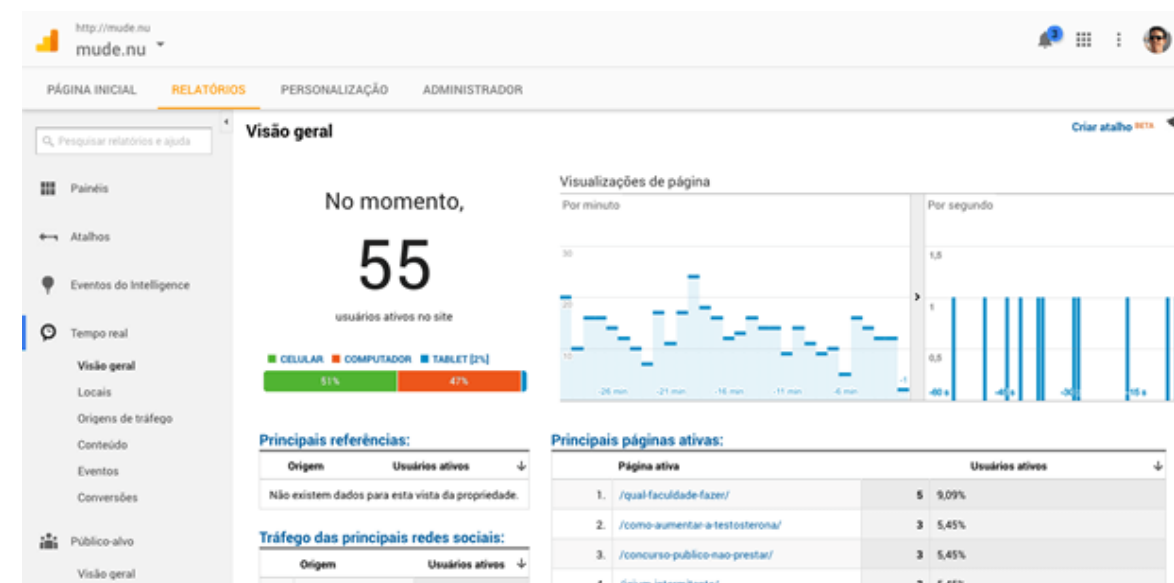 http://mude.nu
mude.nu
3
PÁGINA INICIAL RELATÓRIOS PERSONALIZAÇÃO ADMINISTRADOR
Pesquisar relatórios e ajuda
Painéis
Atalhos
Eventos do Intelligence
Tempo real
Visão geral
Locais
Origens de tráfego
Conteúdo
Eventos
Conversões
Público-alvo
Visão geral
Visão geral
Criar atalho BETA
No momento,
55
usuários ativos no site
CELULAR COMPUTADOR TABLET [2%]
51% 47%
Visualizações de página
Por minuto
30
20
10
-26 min -21 min -16 min -11 min -6 min -1
Por segundo
1,5
1
0,5
-60 s -45 s -30 -15 s
Principais referências:
Origem Usuários ativos
Não existem dados para esta vista da propriedade.
Tráfego das principais redes sociais:
Origem Usuários ativos
Principais páginas ativas:
Página ativa Usuários ativos
1. /qual-faculdade-fazer/ 5 9,09%
2. /como-aumentar-a-testosterona/ 3 5,45%
3. /concurso-publico-nao-prestar/ 3 5,45%